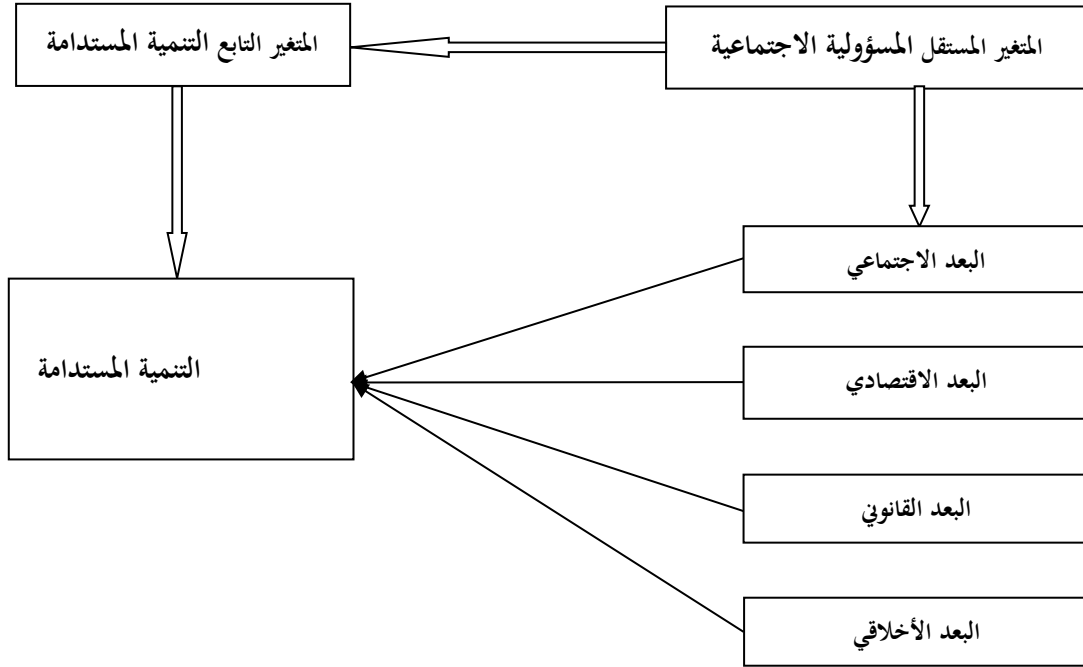 المتغير المستقل المسؤولية الاجتماعية
المتغير التابع التنمية المستدامة
البعد الاجتماعي
البعد الاقتصادي
التنمية المستدامة
البعد القانوني
البعد الأخلاقي